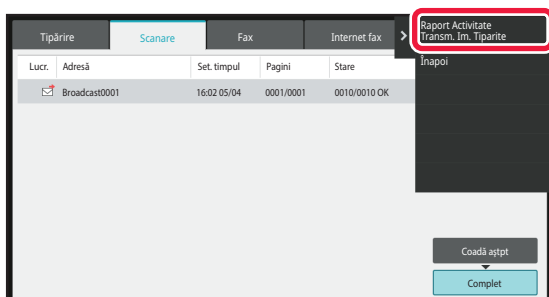 Tipărire Scanare Fax Internet fax
Raport Activitate
Transm. Im. Tiparite
Lucr. Adresă Set. timpul Pagini Stare
Înapoi
Broadcast0001 16:02 05/04 0001/0001 0010/0010 OK
Coadă aştpt
Complet